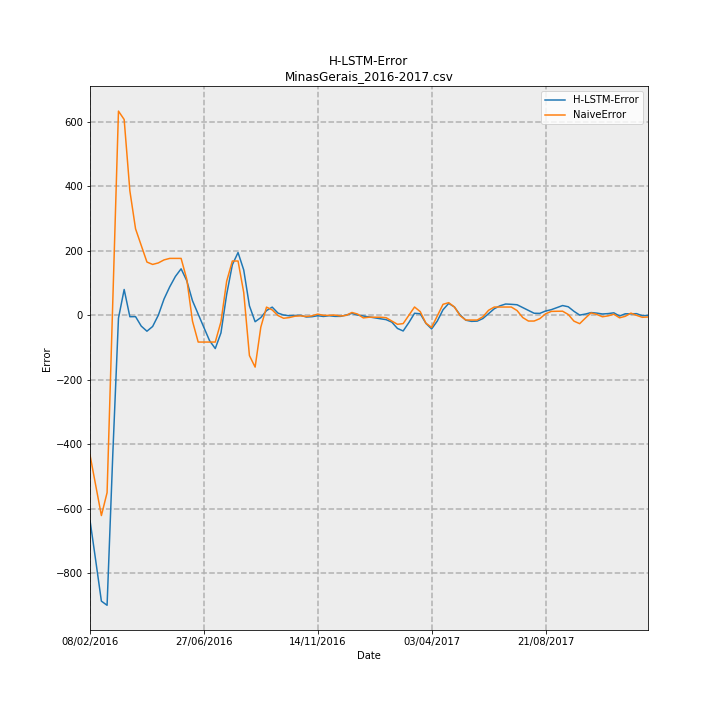 H-LSTM-Error
MinasGerais_2016-2017.csv
H-LSTM-Error
NaiveError
600
400
200
0
−200
−400
−600
−800
Error
08/02/2016
27/06/2016
14/11/2016
03/04/2017
21/08/2017
Date